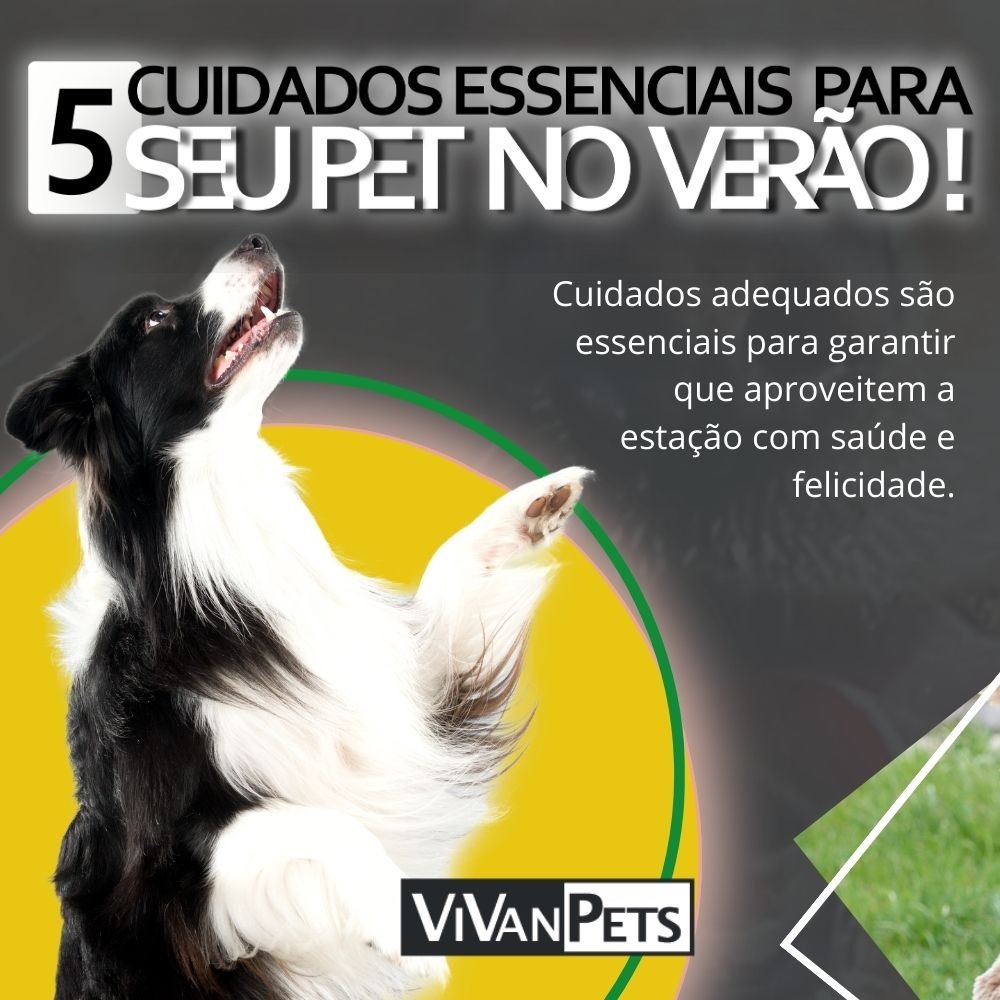 5 CUIDADOS ESSENCIAIS PARA
SEU PET NO VERÃO!
Cuidados adequados são
essenciais para garantir
que aproveitem a
estação com saúde e
felicidade.
VIVANPETS